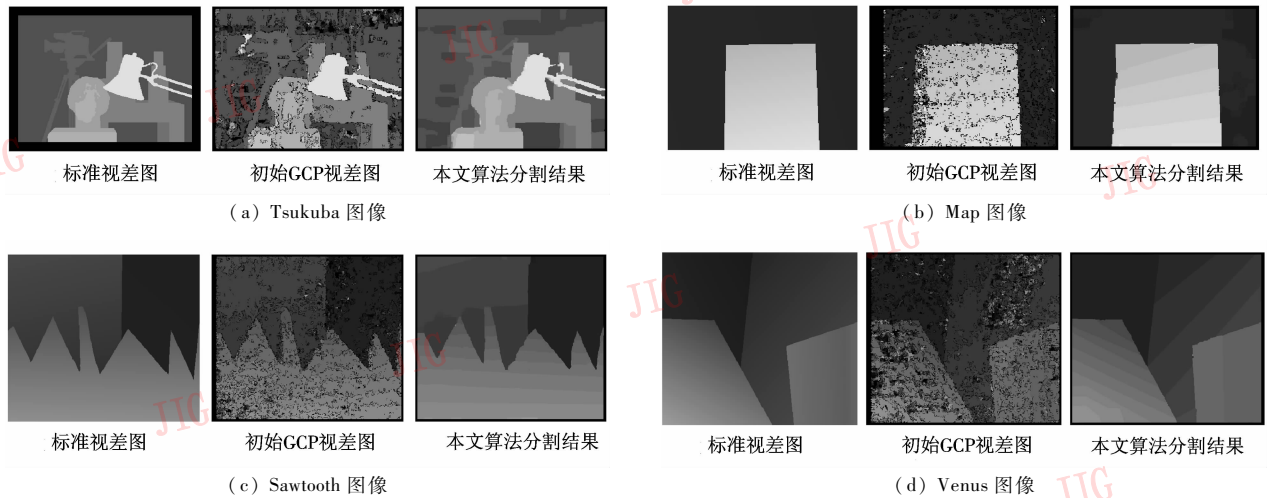 标准视差图 初始GCP视差图 本文算法分割结果
(a) Tsukuba 图像
标准视差图 初始GCP视差图 本文算法分割结果
(b) Map 图像
标准视差图 初始GCP视差图 本文算法分割结果
(c) Sawtooth 图像
标准视差图 初始GCP视差图 本文算法分割结果
(d) Venus 图像
JIG
JIG
JIG
JIG
JIG
JIG
JIG
JIG